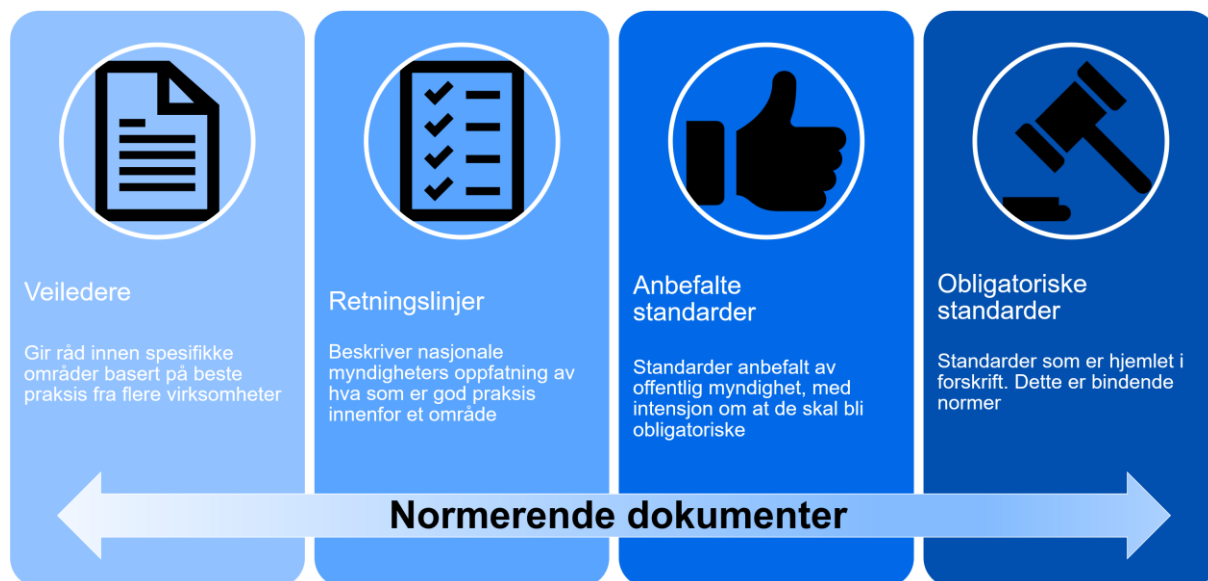 Veiledere
Gir råd innen spesifikke
områder basert på beste
praksis fra flere virksomheter
Retningslinjer
Beskriver nasjonale
myndigheters oppfatning av
hva som er god praksis
innenfor et område
Anbefalte
standarder
Standarder anbefalt av
offentlig myndighet, med
intensjon om at de skal bli
obligatoriske
Obligatoriske
standarder
Standarder som er hjemlet i
forskrift. Dette er bindende
normer
Normerende dokumenter